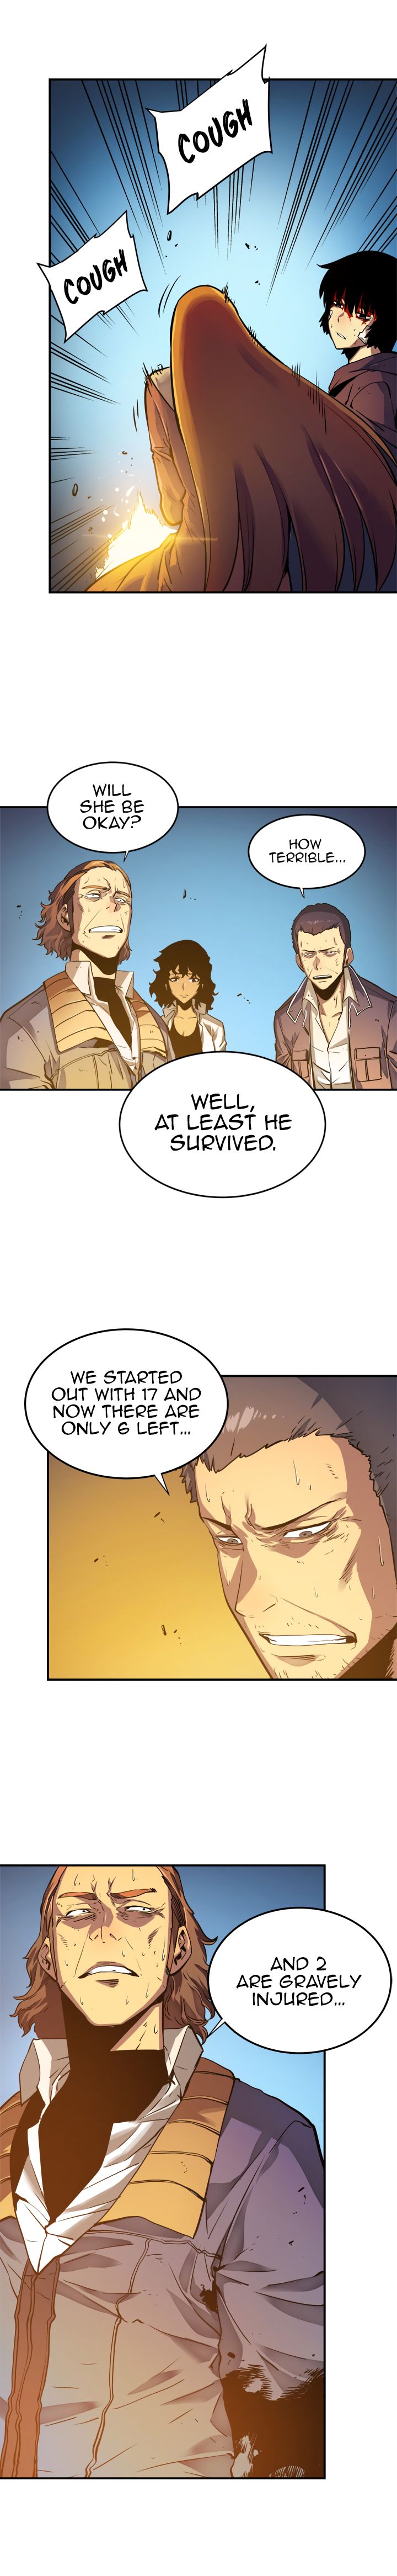 COUGH
COUGH
WILL
SHE BE
OKAY?
HOW
TERRIBLE...
WELL,
AT LEAST HE
SURVIVED.
WE STARTED
OUT WITH 17 AND
NOW THERE ARE
ONLY 6 LEFT...
AND 2
ARE GRAVELY
INJURED...